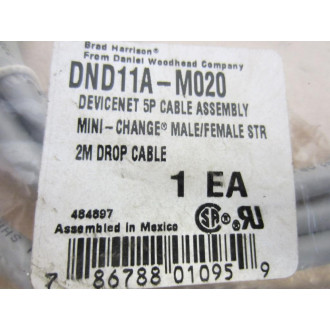 Brad Harrison®
From Daniel Woodhead Company
DND11A-M020
DEVICENET 5P CABLE ASSEMBLY
MINI-CHANGE® MALE/FEMALE STR
2M DROP CABLE
1 EA
484897
Assembled in Mexico
7 86788 01095 9